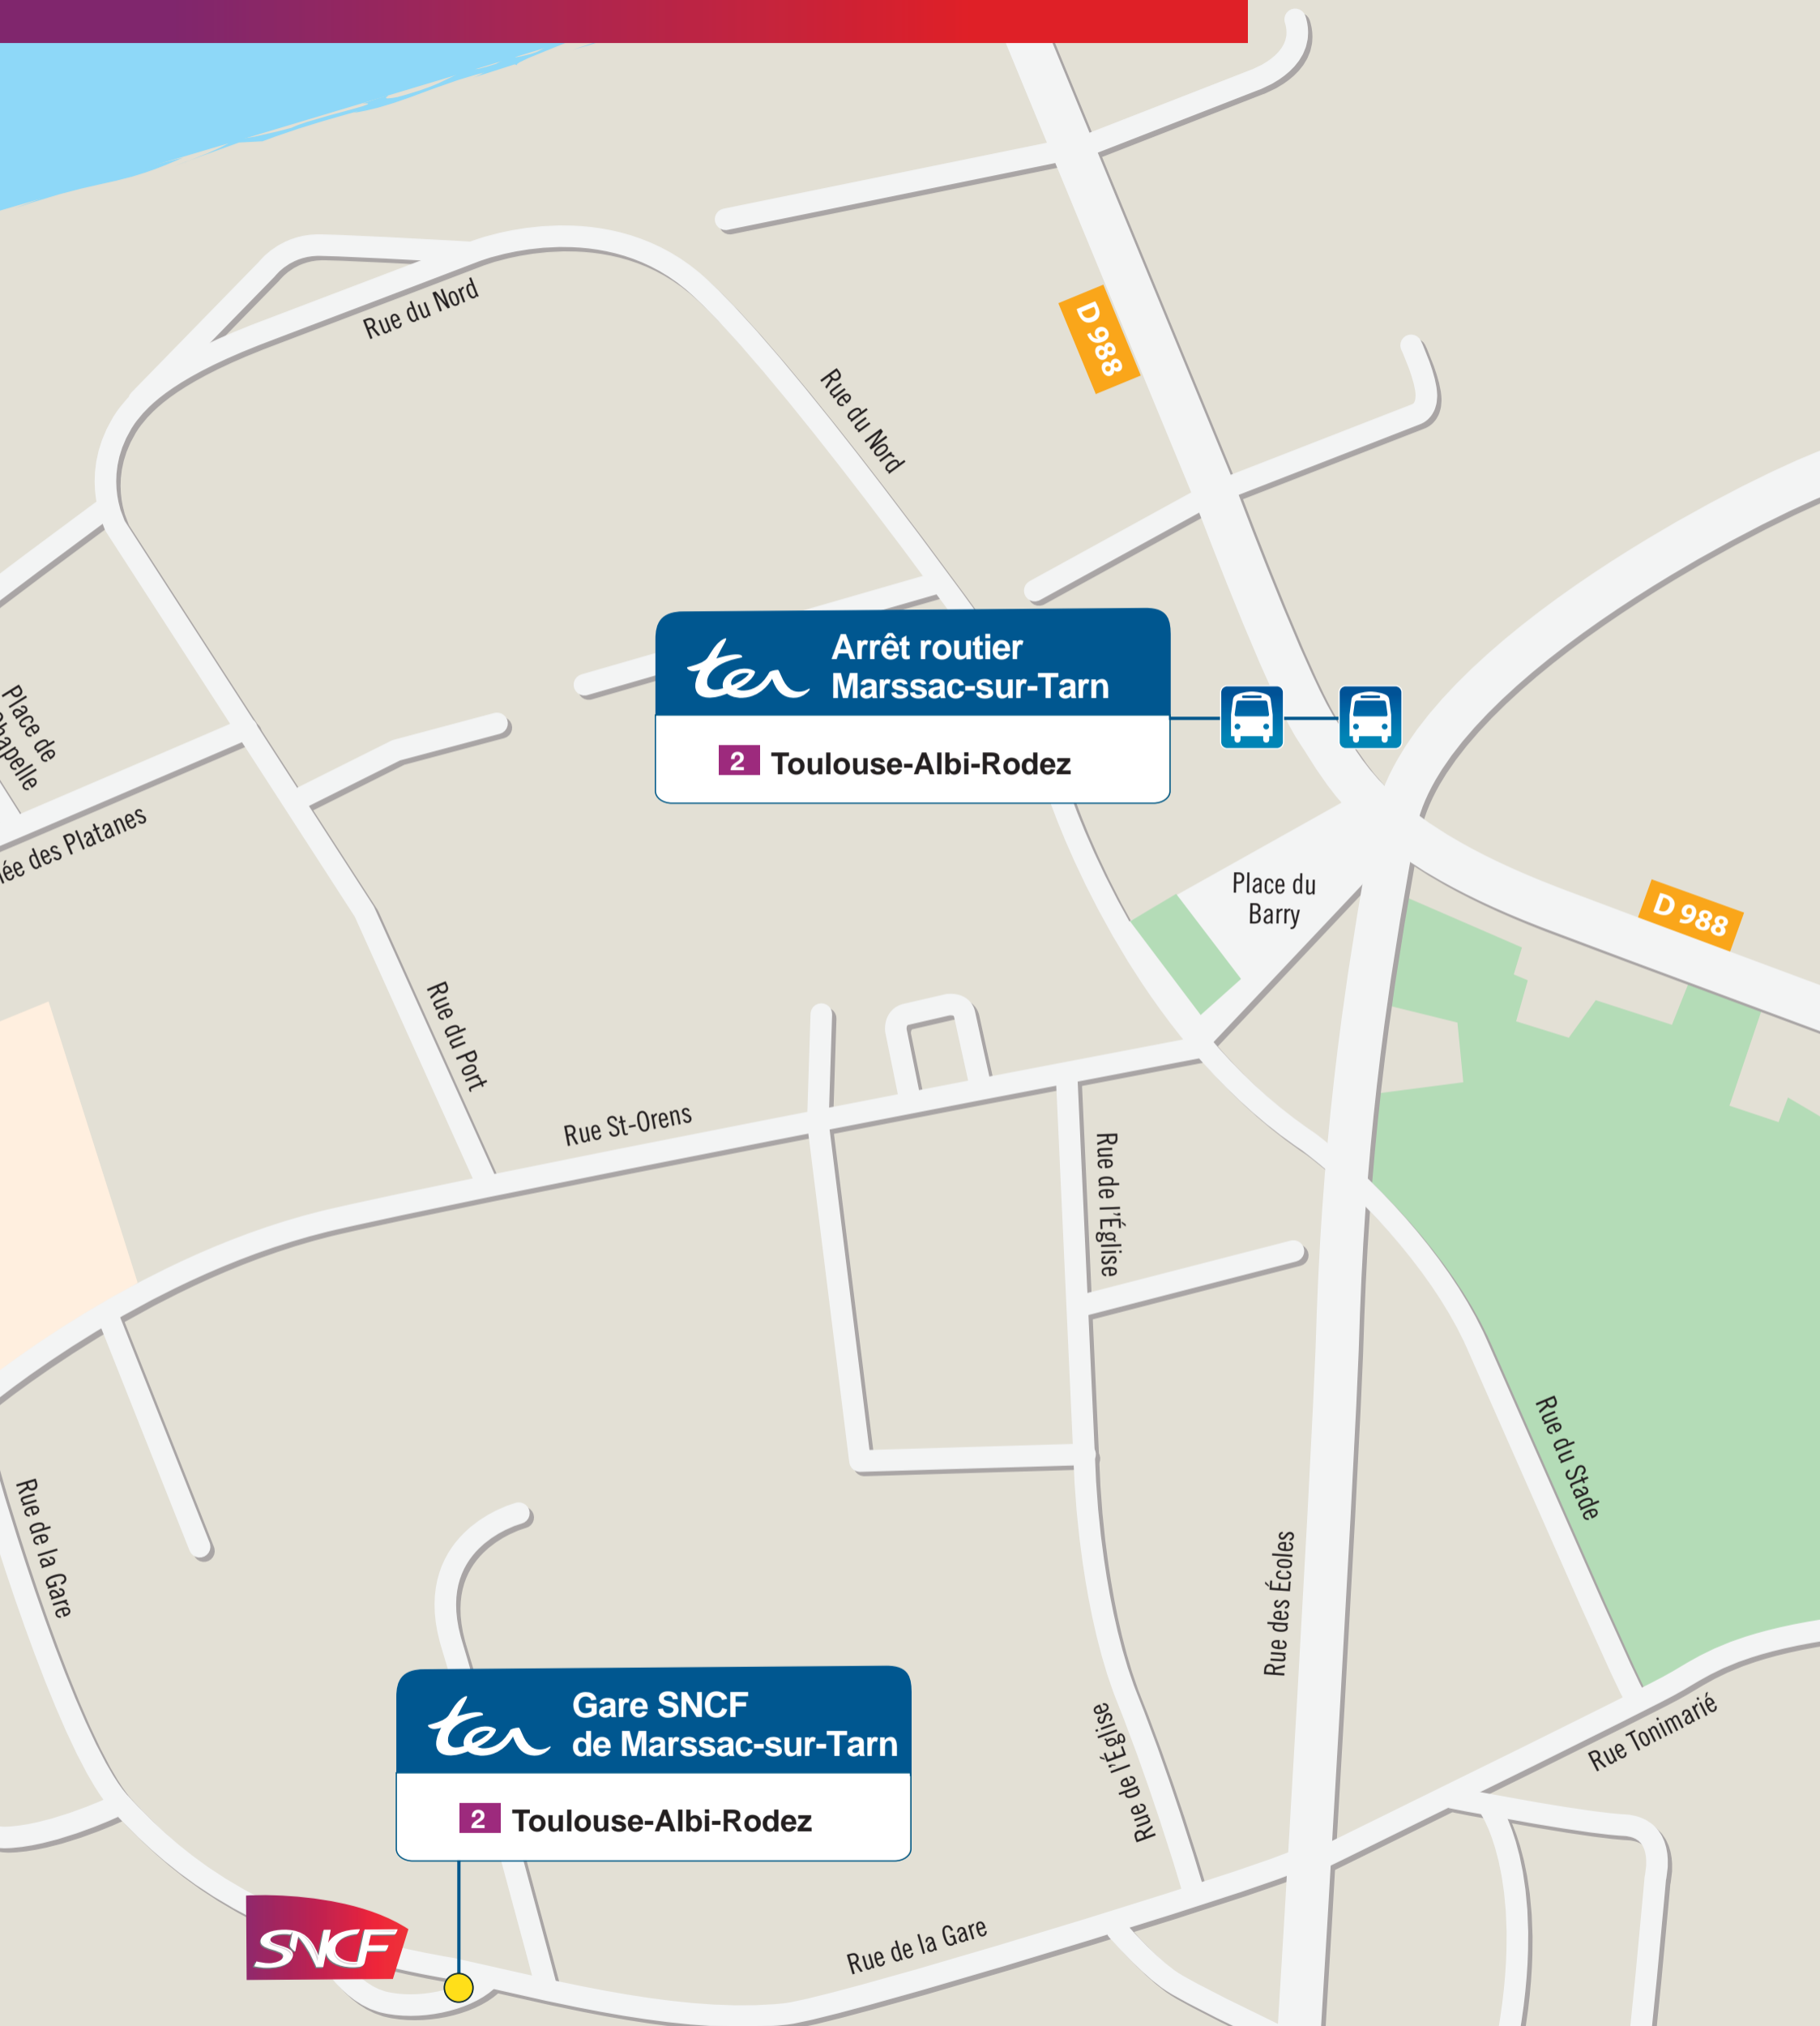 Rue du Nord
Rue du Nord
D 988
ter
Arrêt routier
Marssac-sur-Tarn
2 Toulouse-Albi-Rodez
Place de
Place du
Barry
D 988
des Platanes
Rue du Port
Rue St-Orens
Rue de l'Église
Rue de la Gare
Rue du Stade
Rue des Écoles
ter
Gare SNCF
de Marssac-sur-Tarn
2 Toulouse-Albi-Rodez
Rue de l'Église
Rue Tonimarié
SNCF
Rue de la Gare